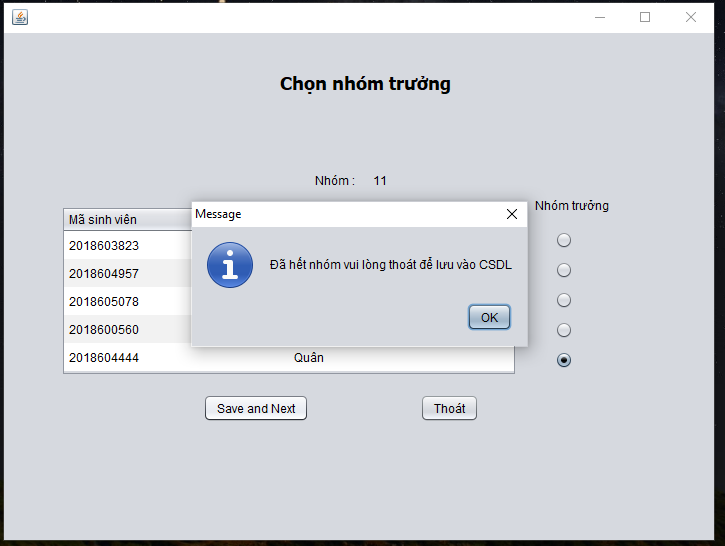 Chọn nhóm trưởng
Nhóm : 11
Nhóm trưởng
Mã sinh viên
2018603823
2018604957
2018605078
2018600560
2018604444 Quân
Message
Đã hết nhóm vui lòng thoát để lưu vào CSDL
OK
Save and Next Thoát